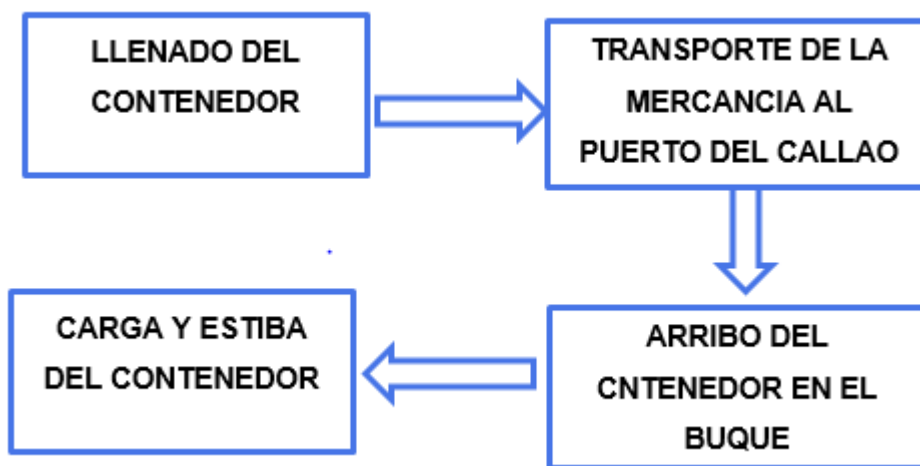 LLENADO DEL
CONTENEDOR
TRANSPORTE DE LA
MERCANCIA AL
PUERTO DEL CALLAO
ARRIBO DEL
CNTENEDOR EN EL
BUQUE
CARGA Y ESTIBA
DEL CONTENEDOR